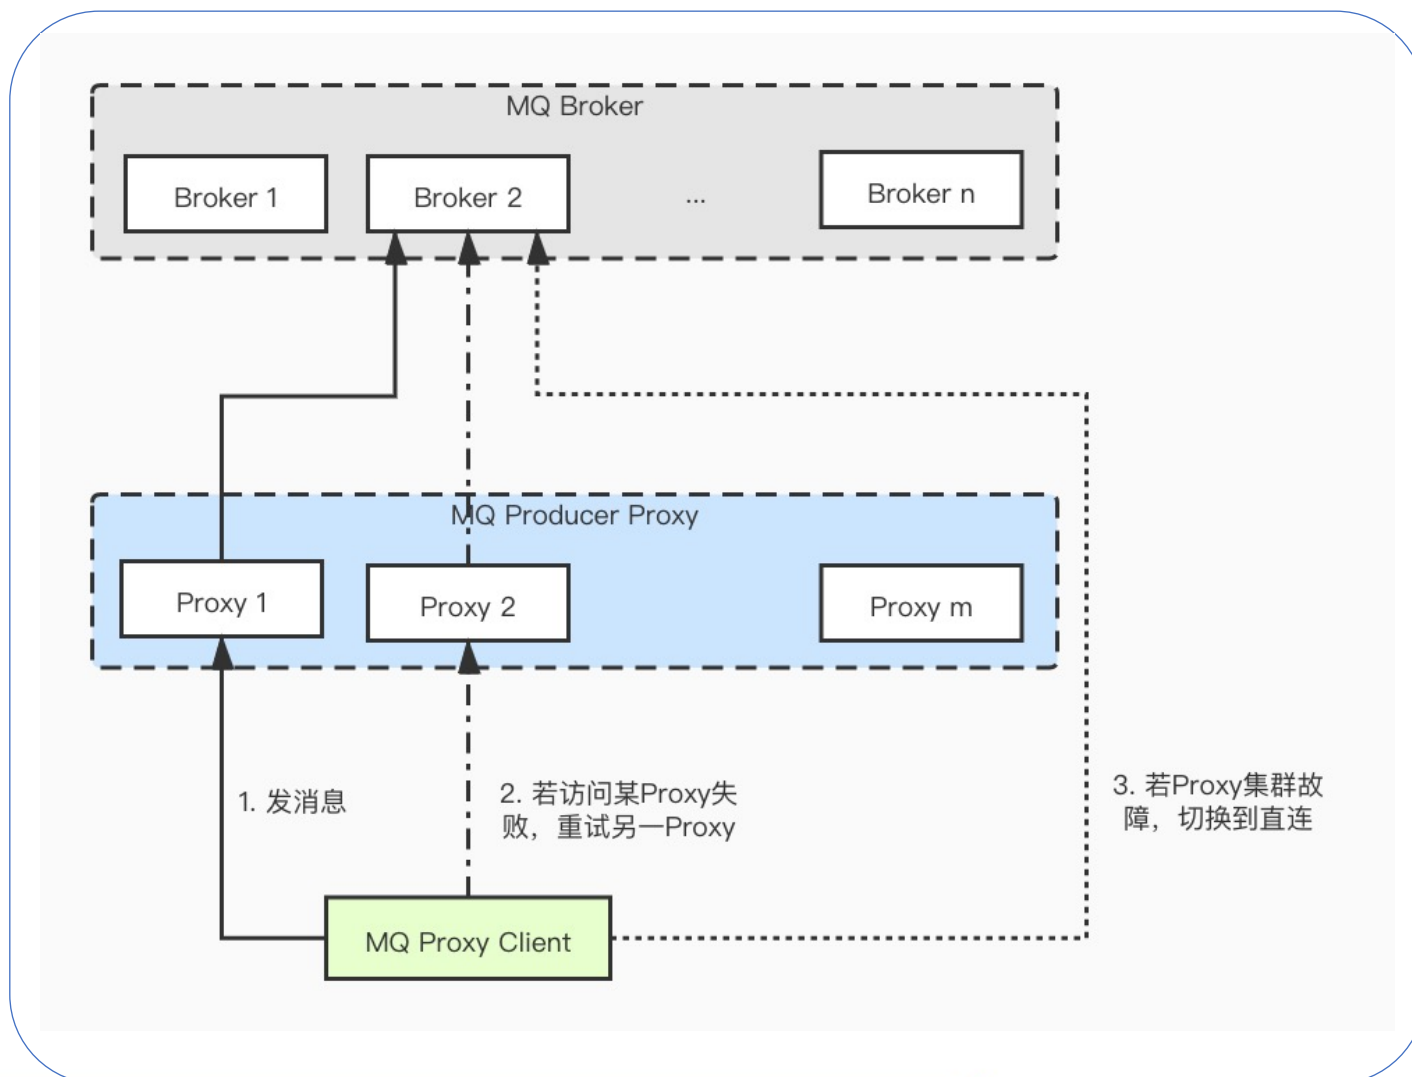 MQ Broker
Broker 1
Broker 2
...
Broker n
MQ Producer Proxy
Proxy 1
Proxy 2
Proxy m
1. 发消息
2. 若访问某Proxy失
败，重试另一Proxy
3. 若Proxy集群故
障，切换到直连
MQ Proxy Client